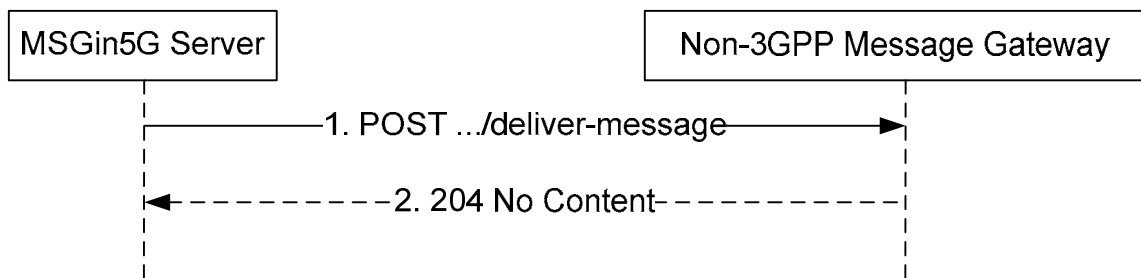 MSGin5G Server
Non-3GPP Message Gateway
1. POST .../deliver-message
2. 204 No Content